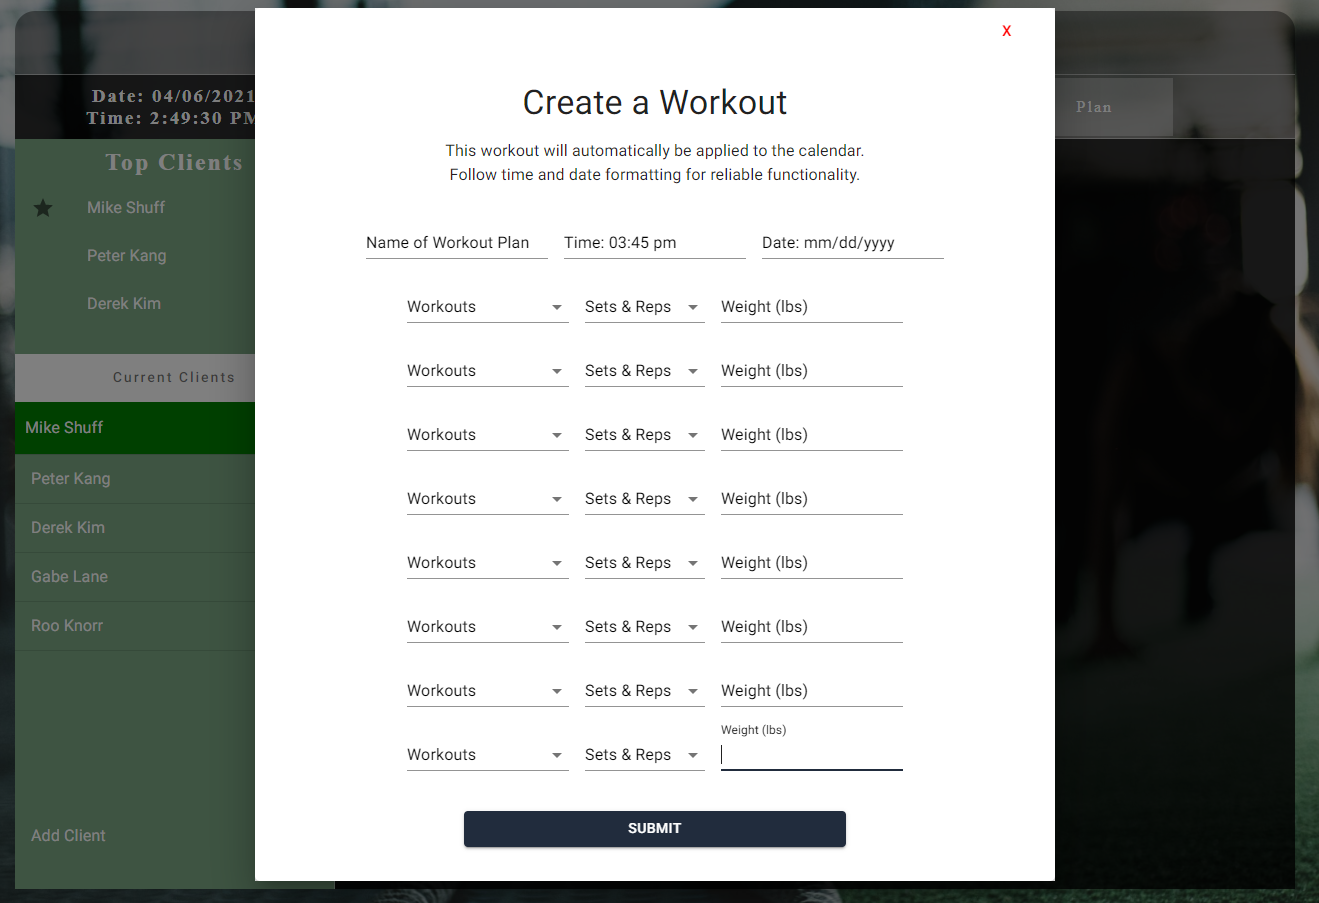 X
Date: 04/06/2021
Time: 2:49:30 PM
Plan
Top Clients
Mike Shuff
Peter Kang
Derek Kim
Current Clients
Mike Shuff
Peter Kang
Derek Kim
Gabe Lane
Roo Knorr
Add Client
Create a Workout
This workout will automatically be applied to the calendar.
Follow time and date formatting for reliable functionality.
Name of Workout Plan Time: 03:45 pm Date: mm/dd/yyyy
Workouts Sets & Reps Weight (lbs)
Workouts Sets & Reps Weight (lbs)
Workouts Sets & Reps Weight (lbs)
Workouts Sets & Reps Weight (lbs)
Workouts Sets & Reps Weight (lbs)
Workouts Sets & Reps Weight (lbs)
Workouts Sets & Reps Weight (lbs)
Weight (lbs)
Workouts Sets & Reps
SUBMIT